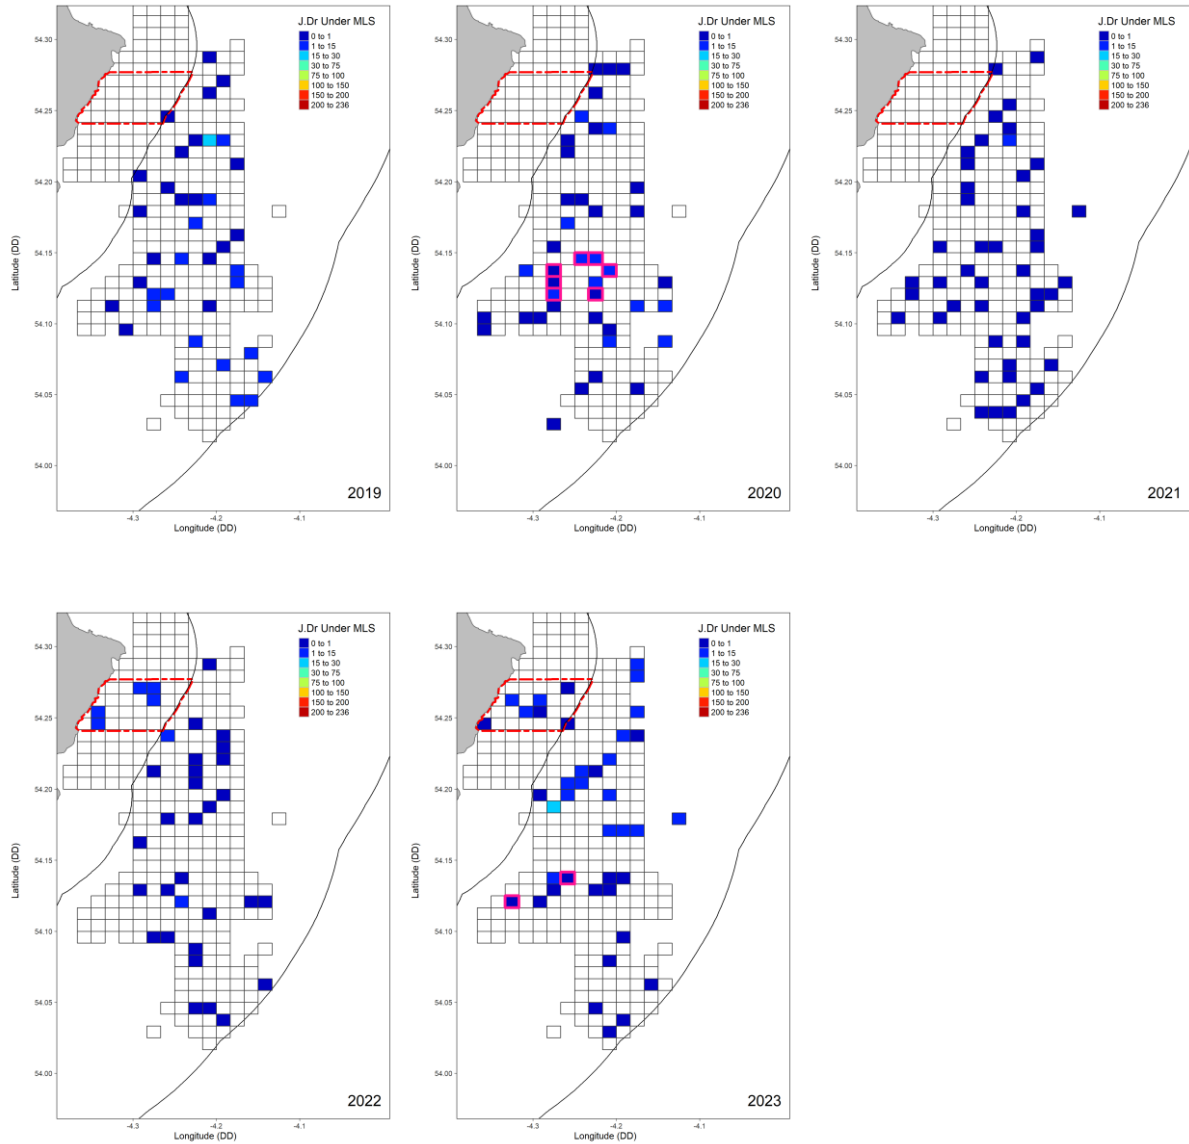 J.Dr Under MLS
0 to 1
1 to 15
15 to 30
30 to 75
75 to 100
100 to 150
150 to 200
200 to 236
54.30
54.25
54.20
54.15
54.10
54.05
54.00
Latitude (DD)
-4.3
-4.2
-4.1
Longitude (DD)
2019
J.Dr Under MLS
0 to 1
1 to 15
15 to 30
30 to 75
75 to 100
100 to 150
150 to 200
200 to 236
54.30
54.25
54.20
54.15
54.10
54.05
54.00
Latitude (DD)
-4.3
-4.2
-4.1
Longitude (DD)
2020
J.Dr Under MLS
0 to 1
1 to 15
15 to 30
30 to 75
75 to 100
100 to 150
150 to 200
200 to 236
54.30
54.25
54.20
54.15
54.10
54.05
54.00
Latitude (DD)
-4.3
-4.2
-4.1
Longitude (DD)
2021
J.Dr Under MLS
0 to 1
1 to 15
15 to 30
30 to 75
75 to 100
100 to 150
150 to 200
200 to 236
54.30
54.25
54.20
54.15
54.10
54.05
54.00
Latitude (DD)
-4.3
-4.2
-4.1
Longitude (DD)
2022
J.Dr Under MLS
0 to 1
1 to 15
15 to 30
30 to 75
75 to 100
100 to 150
150 to 200
200 to 236
54.30
54.25
54.20
54.15
54.10
54.05
54.00
Latitude (DD)
-4.3
-4.2
-4.1
Longitude (DD)
2023